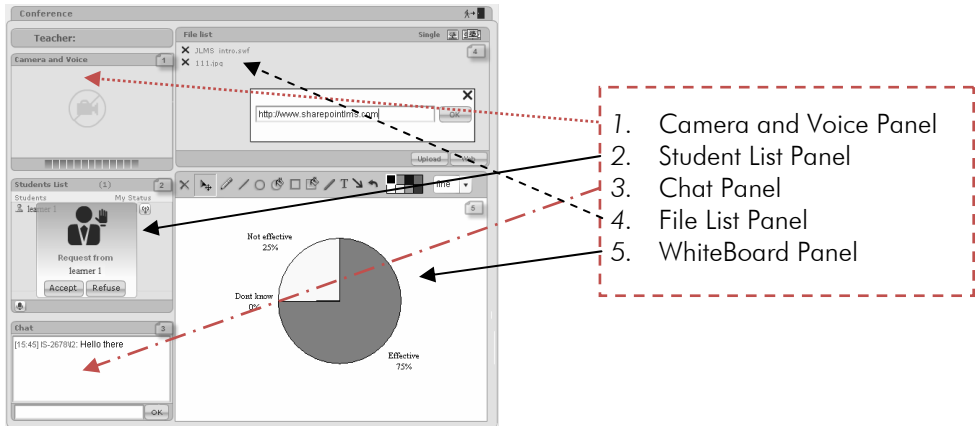 Conference
Teacher:
Camera and Voice 1
File list Single
JLMS intro.swf
111.jpg
4
http://www.sharepointlms.com
OK
Upload Web
Students List (1) 2
Students My Status
learner 1
Request from
learner 1
Accept Refuse
T line
5
Not effective
25%
Dont know
0%
Effective
75%
Chat 3
[15:45] IS-2678\I2: Hello there
OK
1. Camera and Voice Panel
2. Student List Panel
3. Chat Panel
4. File List Panel
5. WhiteBoard Panel